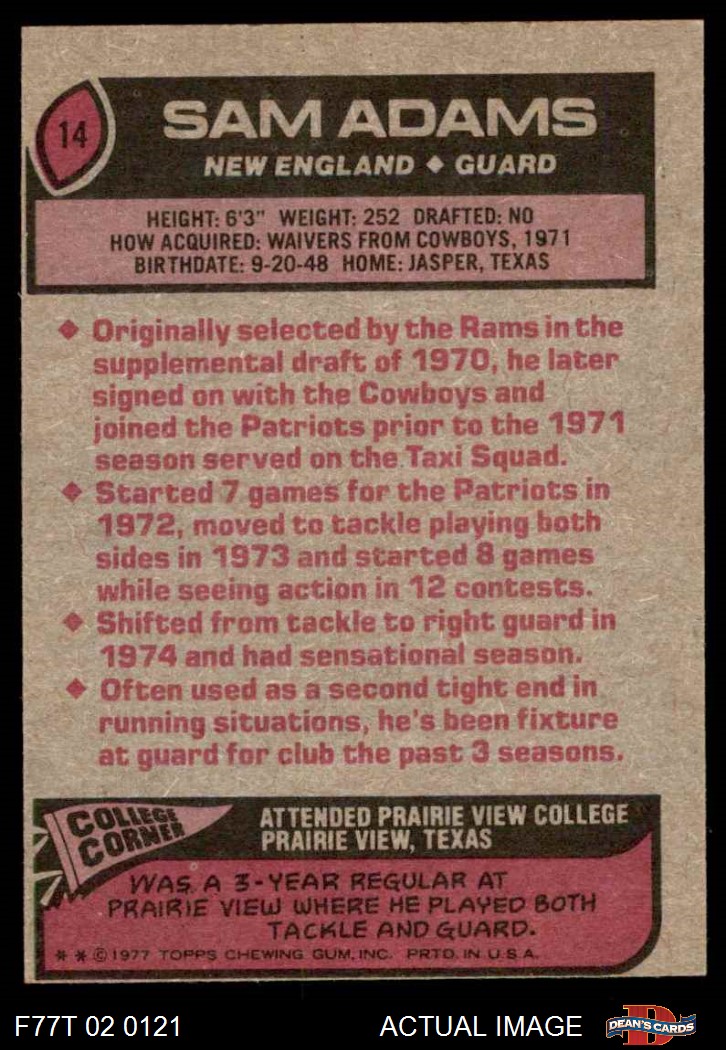 14
SAM ADAMS
NEW ENGLAND ◆ GUARD
HEIGHT: 6'3" WEIGHT: 252 DRAFTED: NO
HOW ACQUIRED: WAIVERS FROM COWBOYS, 1971
BIRTHDATE: 9-20-48 HOME: JASPER, TEXAS
◆ Originally selected by the Rams in the
supplemental draft of 1970, he later
signed on with the Cowboys and
joined the Patriots prior to the 1971
season served on the Taxi Squad.
◆ Started 7 games for the Patriots in
1972, moved to tackle playing both
sides in 1973 and started 8 games
while seeing action in 12 contests.
◆ Shifted from tackle to right guard in
1974 and had sensational season.
◆ Often used as a second tight end in
running situations, he's been fixture
at guard for club the past 3 seasons.
COLLEGE
CORNER
ATTENDED PRAIRIE VIEW COLLEGE
PRAIRIE VIEW, TEXAS
WAS A 3-YEAR REGULAR AT
PRAIRIE VIEW WHERE HE PLAYED BOTH
TACKLE AND GUARD.
* * © 1977 TOPPS CHEWING GUM, INC. PRTD. IN U.S.A.
F77T 02 0121
ACTUAL IMAGE
D
DEAN'S CARDS